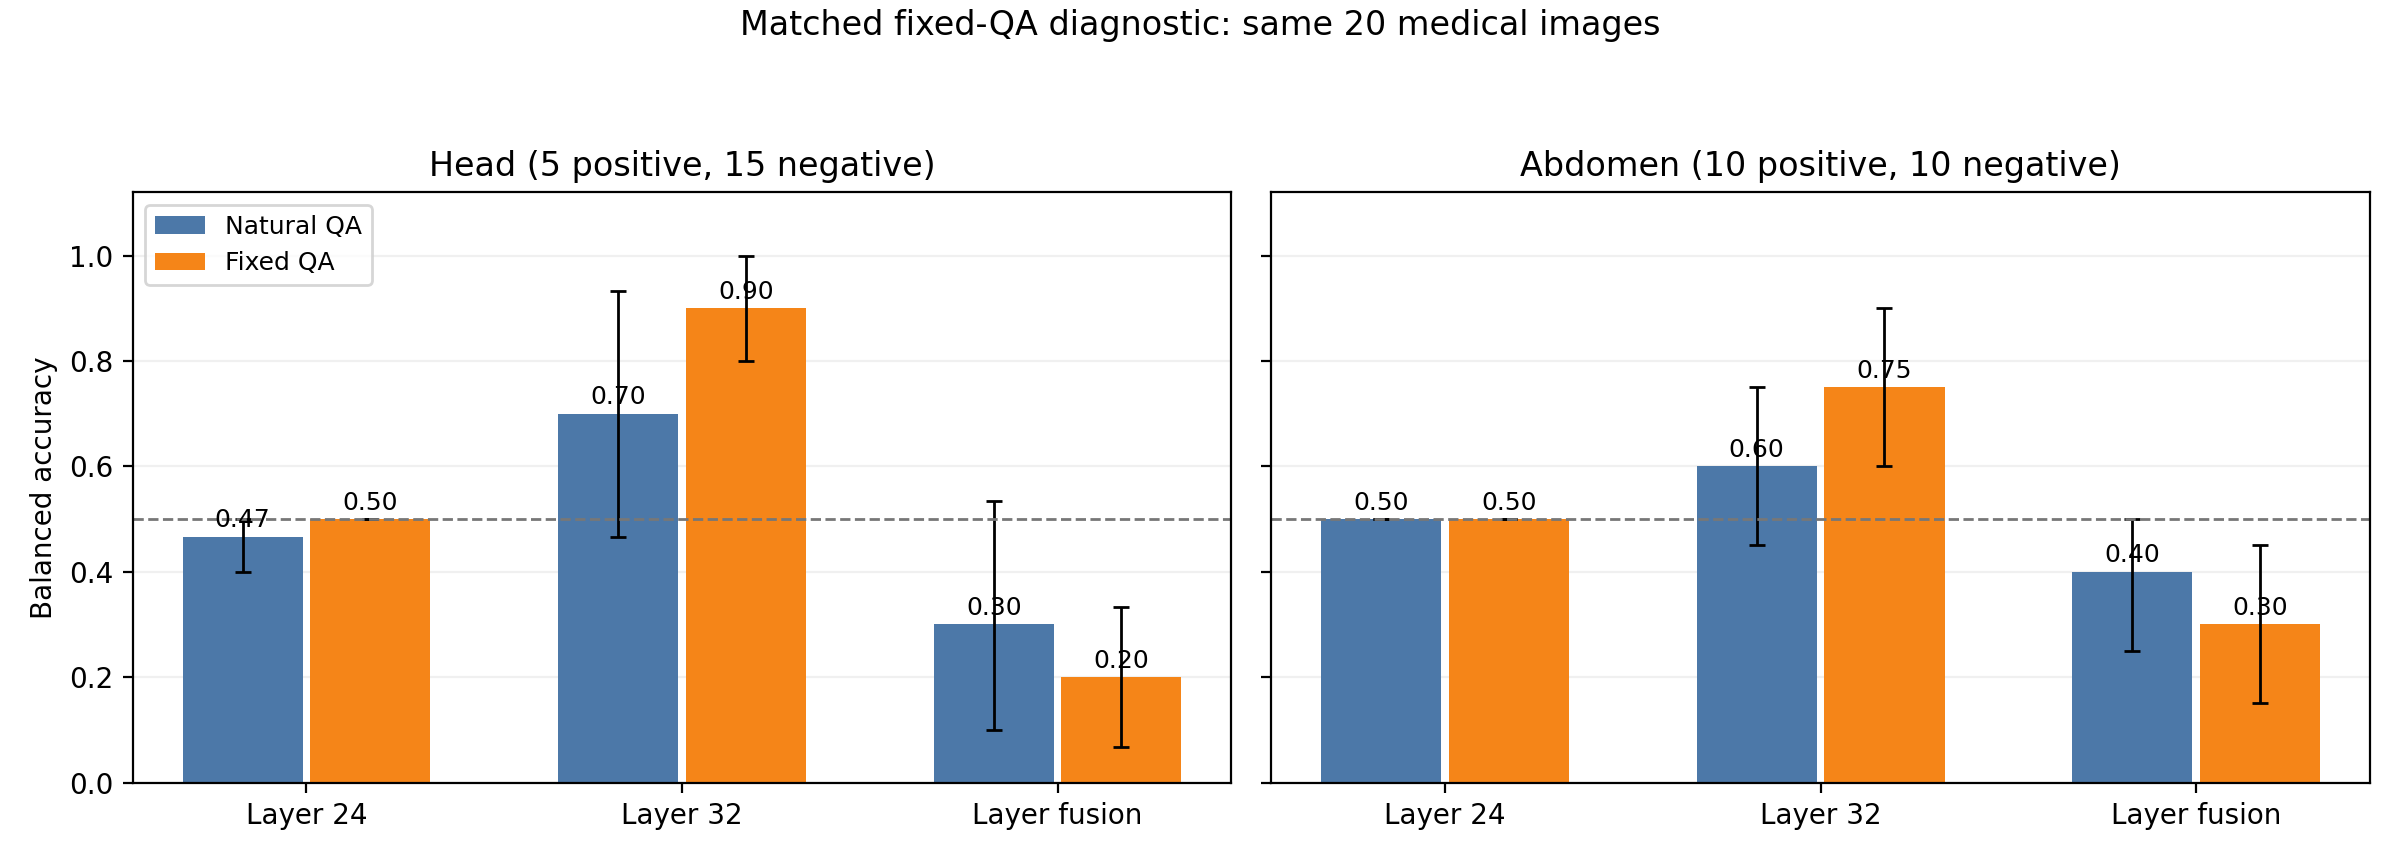 Matched fixed-QA diagnostic: same 20 medical images
Head (5 positive, 15 negative)
Natural QA
Fixed QA
Balanced accuracy
1.0
0.8
0.6
0.4
0.2
0.0
0.47
0.50
0.70
0.90
0.30
0.20
Layer 24
Layer 32
Layer fusion
Abdomen (10 positive, 10 negative)
0.50
0.50
0.60
0.75
0.40
0.30
Layer 24
Layer 32
Layer fusion